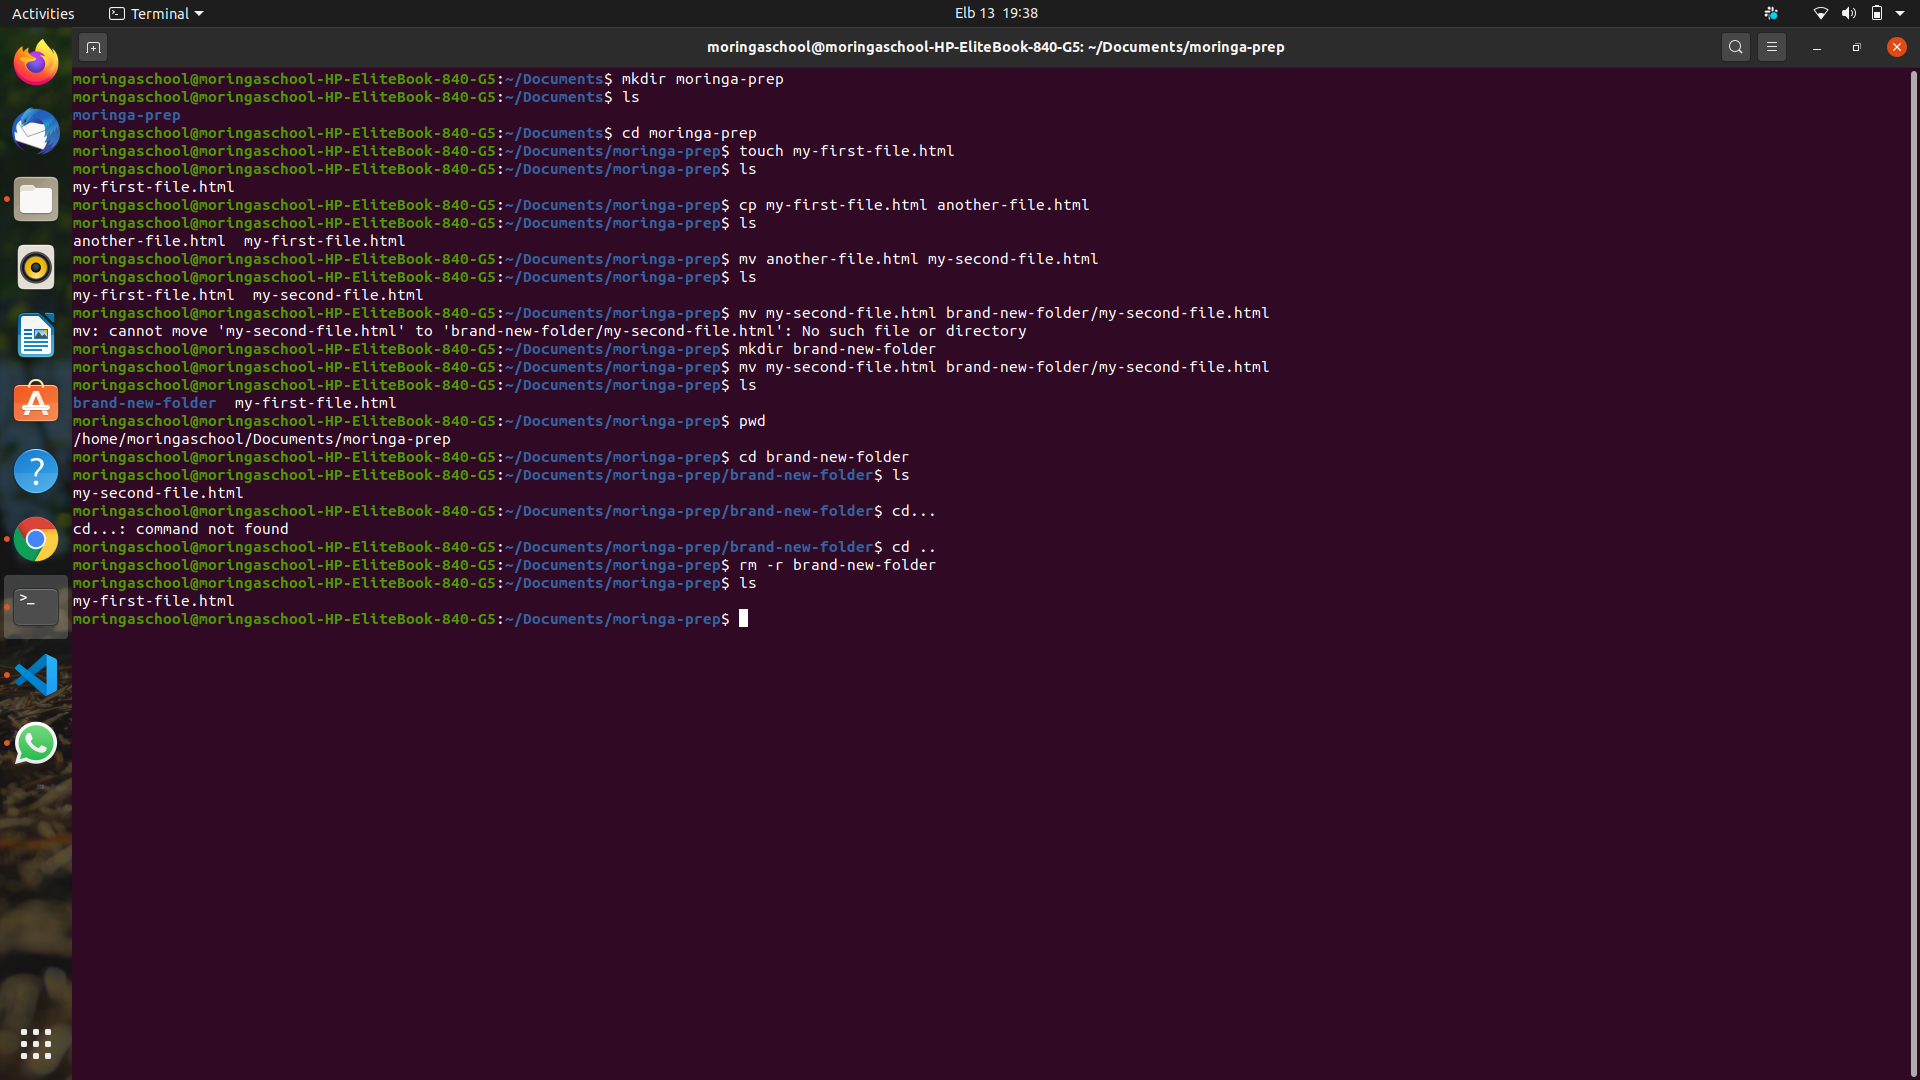 Activities Terminal Elb 13 19:38
moringaschool@moringaschool-HP-EliteBook-840-G5: ~/Documents/moringa-prep
moringaschool@moringaschool-HP-EliteBook-840-G5:~/Documents$ mkdir moringa-prep
moringaschool@moringaschool-HP-EliteBook-840-G5:~/Documents$ ls
moringa-prep
moringaschool@moringaschool-HP-EliteBook-840-G5:~/Documents$ cd moringa-prep
moringaschool@moringaschool-HP-EliteBook-840-G5:~/Documents/moringa-prep$ touch my-first-file.html
moringaschool@moringaschool-HP-EliteBook-840-G5:~/Documents/moringa-prep$ ls
my-first-file.html
moringaschool@moringaschool-HP-EliteBook-840-G5:~/Documents/moringa-prep$ cp my-first-file.html another-file.html
moringaschool@moringaschool-HP-EliteBook-840-G5:~/Documents/moringa-prep$ ls
another-file.html  my-first-file.html
moringaschool@moringaschool-HP-EliteBook-840-G5:~/Documents/moringa-prep$ mv another-file.html my-second-file.html
moringaschool@moringaschool-HP-EliteBook-840-G5:~/Documents/moringa-prep$ ls
my-first-file.html  my-second-file.html
moringaschool@moringaschool-HP-EliteBook-840-G5:~/Documents/moringa-prep$ mv my-second-file.html brand-new-folder/my-second-file.html
mv: cannot move 'my-second-file.html' to 'brand-new-folder/my-second-file.html': No such file or directory
moringaschool@moringaschool-HP-EliteBook-840-G5:~/Documents/moringa-prep$ mkdir brand-new-folder
moringaschool@moringaschool-HP-EliteBook-840-G5:~/Documents/moringa-prep$ mv my-second-file.html brand-new-folder/my-second-file.html
moringaschool@moringaschool-HP-EliteBook-840-G5:~/Documents/moringa-prep$ ls
brand-new-folder  my-first-file.html
moringaschool@moringaschool-HP-EliteBook-840-G5:~/Documents/moringa-prep$ pwd
/home/moringaschool/Documents/moringa-prep
moringaschool@moringaschool-HP-EliteBook-840-G5:~/Documents/moringa-prep$ cd brand-new-folder
moringaschool@moringaschool-HP-EliteBook-840-G5:~/Documents/moringa-prep/brand-new-folder$ ls
my-second-file.html
moringaschool@moringaschool-HP-EliteBook-840-G5:~/Documents/moringa-prep/brand-new-folder$ cd...
cd...: command not found
moringaschool@moringaschool-HP-EliteBook-840-G5:~/Documents/moringa-prep/brand-new-folder$ cd ..
moringaschool@moringaschool-HP-EliteBook-840-G5:~/Documents/moringa-prep$ rm -r brand-new-folder
moringaschool@moringaschool-HP-EliteBook-840-G5:~/Documents/moringa-prep$ ls
my-first-file.html
moringaschool@moringaschool-HP-EliteBook-840-G5:~/Documents/moringa-prep$